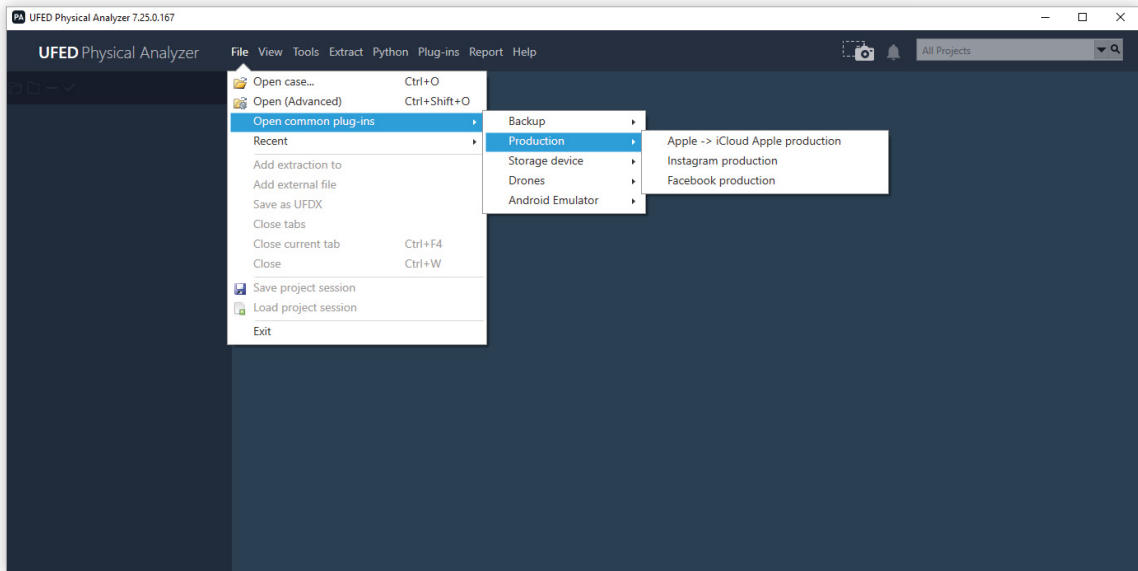 PA UFED Physical Analyzer 7.25.0.167
UFED Physical Analyzer File View Tools Extract Python Plug-ins Report Help All Projects
Open case... Ctrl+O
Open (Advanced) Ctrl+Shift+O
Open common plug-ins
Recent
Add extraction to
Add external file
Save as UFDX
Close tabs
Close current tab Ctrl+F4
Close Ctrl+W
Save project session
Load project session
Exit
Backup
Production
Storage device
Drones
Android Emulator
Apple -> iCloud Apple production
Instagram production
Facebook production